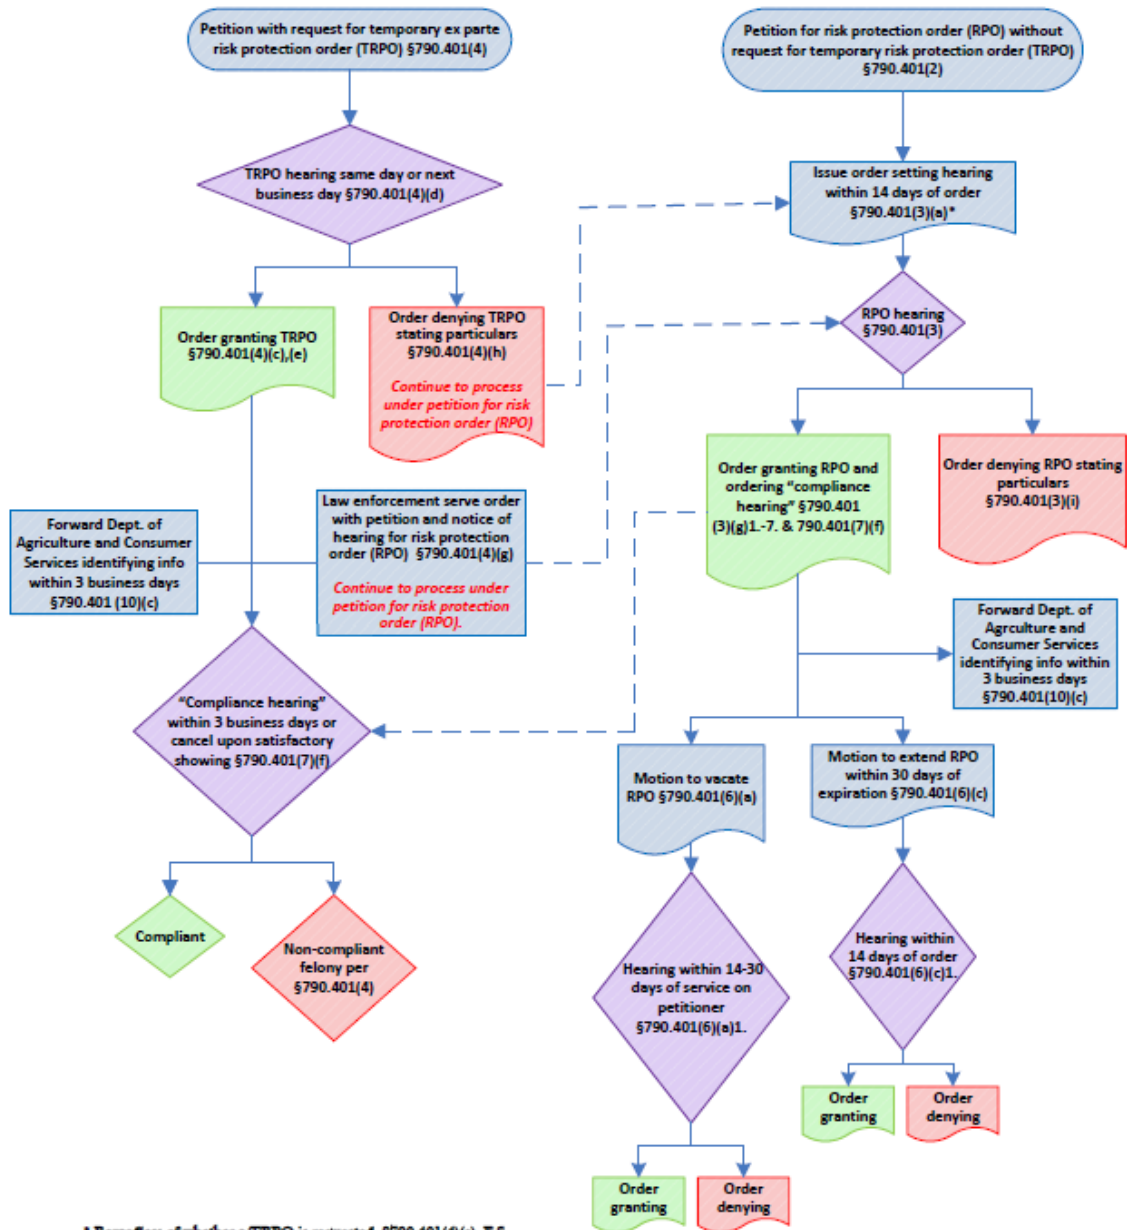 Petition with request for temporary ex parte
risk protection order (TRPO) §790.401(4)
TRPO hearing same day or next
business day §790.401(4)(d)
Order granting TRPO
§790.401(4)(c),(e)
Order denying TRPO
stating particulars
§790.401(4)(h)
Continue to process
under petition for risk
protection order (RPO)
Forward Dept. of
Agriculture and Consumer
Services identifying info
within 3 business days
§790.401 (10)(c)
Law enforcement serve order
with petition and notice of
hearing for risk protection
order (RPO) §790.401(4)(g)
Continue to process under
petition for risk protection
order (RPO).
"Compliance hearing"
within 3 business days or
cancel upon satisfactory
showing §790.401(7)(f)
Compliant
Non-compliant
felony per
§790.401(4)
Petition for risk protection order (RPO) without
request for temporary risk protection order (TRPO)
§790.401(2)
Issue order setting hearing
within 14 days of order
§790.401(3)(a)*
RPO hearing
§790.401(3)
Order granting RPO and
ordering "compliance
hearing" §790.401
(3)(g)1.-7. & 790.401(7)(f)
Order denying RPO stating
particulars
§790.401(3)(i)
Forward Dept. of
Agrculture and
Consumer Services
identifying info within
3 business days
§790.401(10)(c)
Motion to vacate
RPO §790.401(6)(a)
Motion to extend RPO
within 30 days of
expiration §790.401(6)(c)
Hearing within 14-30
days of service on
petitioner
§790.401(6)(a)1.
Hearing within
14 days of order
§790.401(6)(c)1.
Order
granting
Order
denying
Order
granting
Order
denying